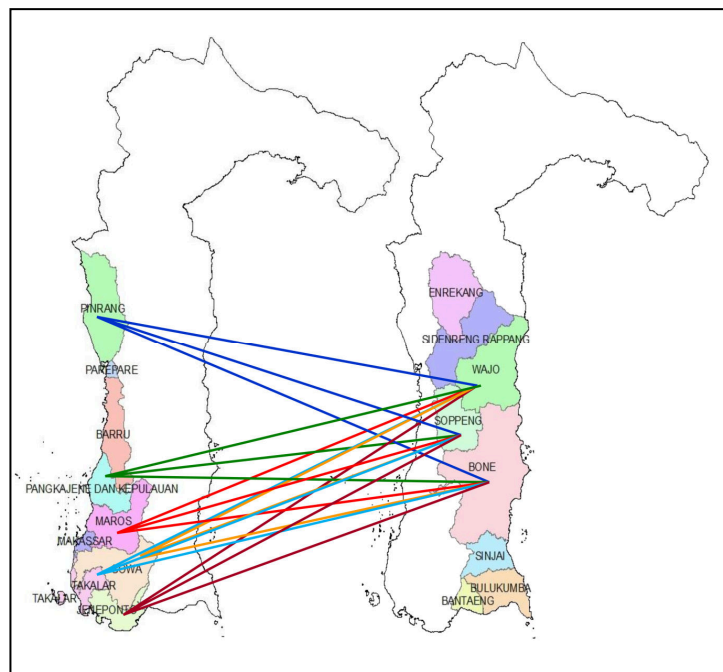 PINRANG
PAREPARE
BARRU
PANGKAJENE DAN KEPULAUAN
MAROS
MAKASSAR
GOWA
TAKALAR
TAKALAR
JENEPONTO
ENREKANG
SIDENRENG RAPPANG
WAJO
SOPPENG
BONE
SINJAI
BULUKUMBA
BANTAENG